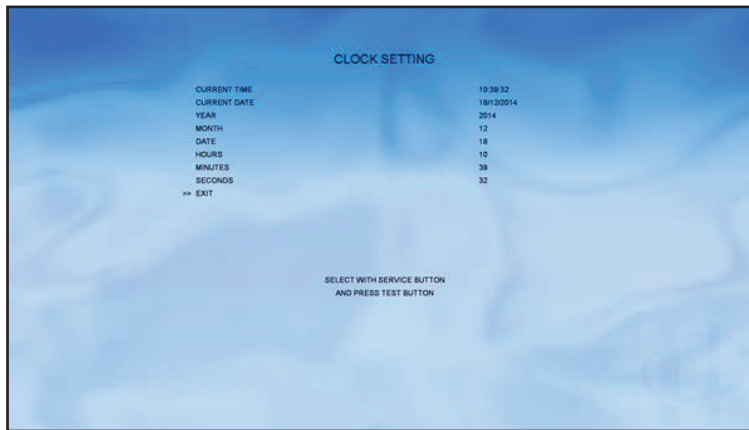 CLOCK SETTING
CURRENT TIME 10:39:32
CURRENT DATE 18/12/2014
YEAR 2014
MONTH 12
DATE 18
HOURS 10
MINUTES 39
SECONDS 32
>> EXIT
SELECT WITH SERVICE BUTTON
AND PRESS TEST BUTTON